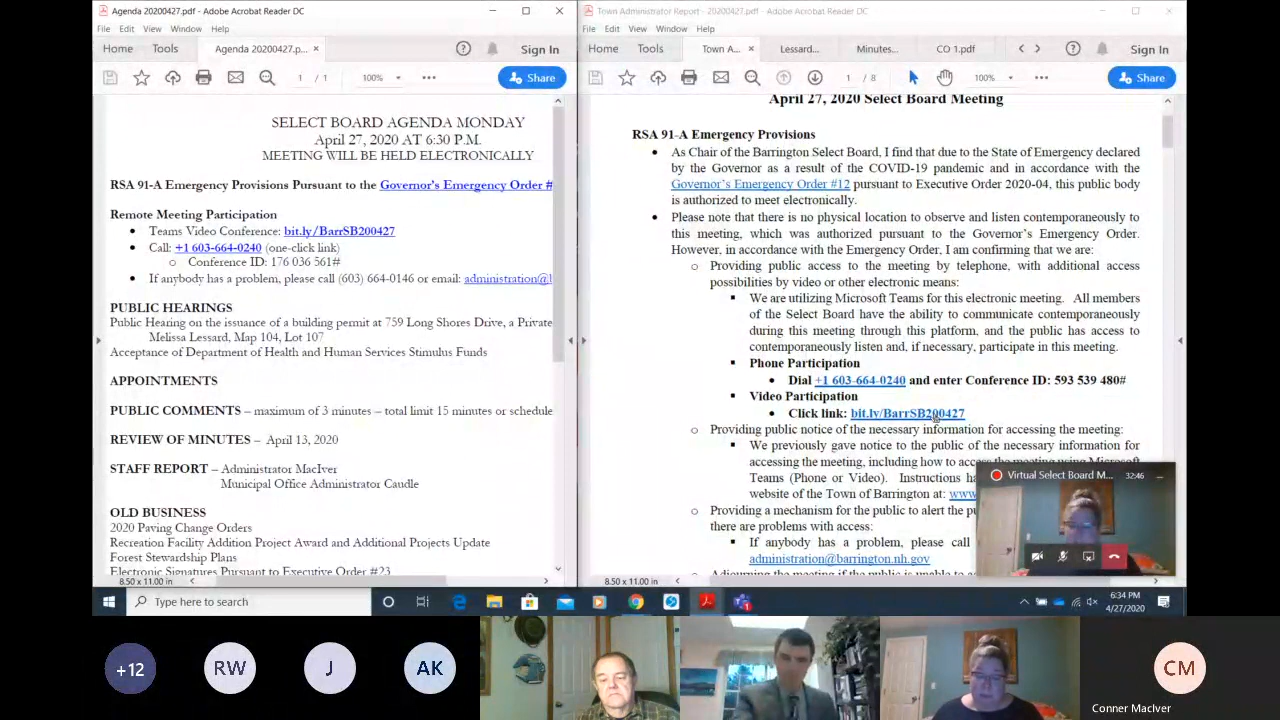 Agenda 20200427.pdf - Adobe Acrobat Reader DC
File Edit View Window Help
Home Tools Agenda 20200427.p... × Sign In
1 / 1 100% Share
SELECT BOARD AGENDA MONDAY
April 27, 2020 AT 6:30 P.M.
MEETING WILL BE HELD ELECTRONICALLY
RSA 91-A Emergency Provisions Pursuant to the Governor's Emergency Order #
Remote Meeting Participation
• Teams Video Conference: bit.ly/BarrSB200427
• Call: +1 603-664-0240 (one-click link)
o Conference ID: 176 036 561#
• If anybody has a problem, please call (603) 664-0146 or email: administration@
PUBLIC HEARINGS
Public Hearing on the issuance of a building permit at 759 Long Shores Drive, a Private
Melissa Lessard, Map 104, Lot 107
Acceptance of Department of Health and Human Services Stimulus Funds
APPOINTMENTS
PUBLIC COMMENTS – maximum of 3 minutes – total limit 15 minutes or schedule
REVIEW OF MINUTES – April 13, 2020
STAFF REPORT – Administrator MacIver
Municipal Office Administrator Caudle
OLD BUSINESS
2020 Paving Change Orders
Recreation Facility Addition Project Award and Additional Projects Update
Forest Stewardship Plans
Electronic Signatures Pursuant to Executive Order #23
8.50 x 11.00 in
Town Administrator Report - 20200427.pdf - Adobe Acrobat Reader DC
File Edit View Window Help
Home Tools Town A... × Lessard... Minutes... CO 1.pdf Sign In
1 / 8 100% Share
April 27, 2020 Select Board Meeting
RSA 91-A Emergency Provisions
• As Chair of the Barrington Select Board, I find that due to the State of Emergency declared
by the Governor as a result of the COVID-19 pandemic and in accordance with the
Governor's Emergency Order #12 pursuant to Executive Order 2020-04, this public body
is authorized to meet electronically.
• Please note that there is no physical location to observe and listen contemporaneously to
this meeting, which was authorized pursuant to the Governor's Emergency Order.
However, in accordance with the Emergency Order, I am confirming that we are:
o Providing public access to the meeting by telephone, with additional access
possibilities by video or other electronic means:
▪ We are utilizing Microsoft Teams for this electronic meeting. All members
of the Select Board have the ability to communicate contemporaneously
during this meeting through this platform, and the public has access to
contemporaneously listen and, if necessary, participate in this meeting.
▪ Phone Participation
• Dial +1 603-664-0240 and enter Conference ID: 593 539 480#
▪ Video Participation
• Click link: bit.ly/BarrSB200427
o Providing public notice of the necessary information for accessing the meeting:
▪ We previously gave notice to the public of the necessary information for
accessing the meeting, including how to access the meeting using Microsoft
Teams (Phone or Video). Instructions ha
website of the Town of Barrington at: www
o Providing a mechanism for the public to alert the pu
there are problems with access:
▪ If anybody has a problem, please call
administration@barrington.nh.gov
Adjourning the meeting if the public is unable to ac
8.50 x 11.00 in
Virtual Select Board M... 32:46
Type here to search
6:34 PM
4/27/2020
+12 RW J AK CM
Conner MacIver